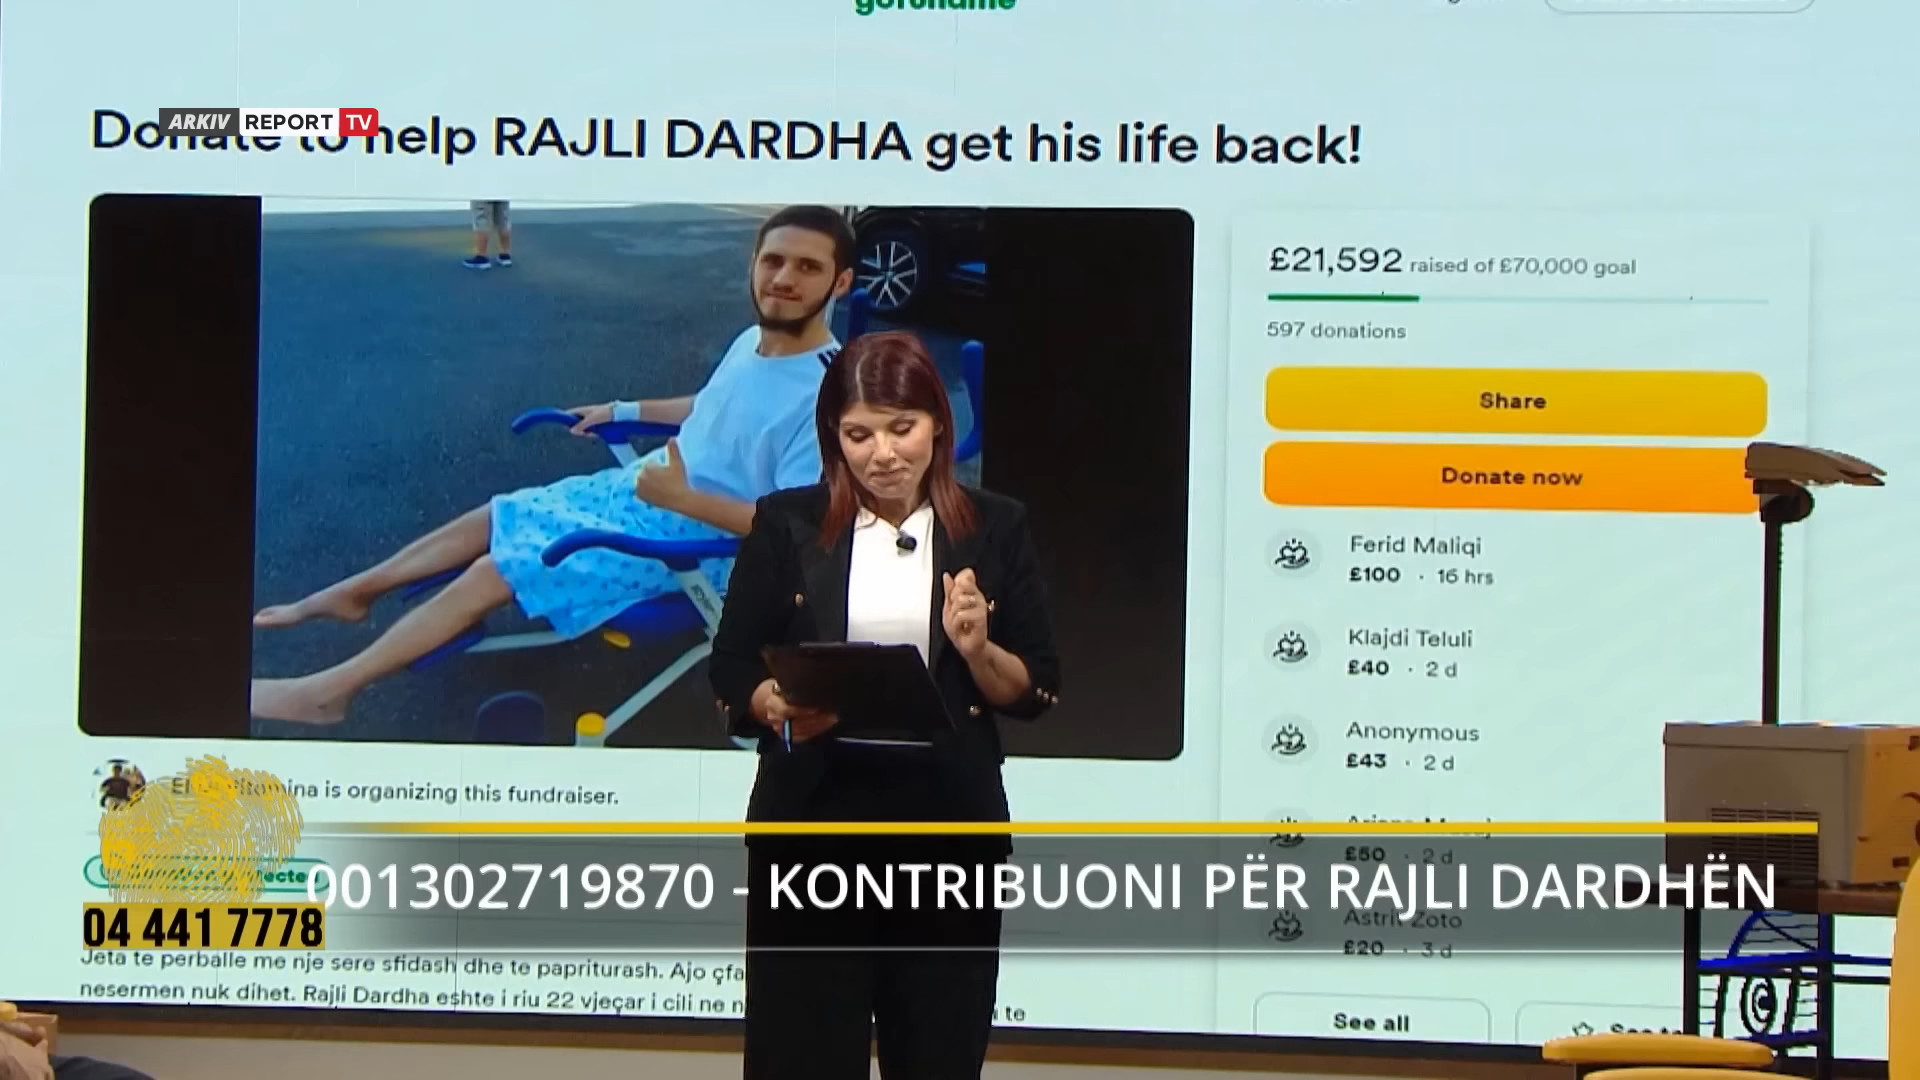 gofundme
ARKIV REPORT TV
Donate to help RAJLI DARDHA get his life back!
£21,592 raised of £70,000 goal
597 donations
Share
Donate now
Ferid Maliqi
£100 · 16 hrs
Klajdi Teluli
£40 · 2 d
Anonymous
£43 · 2 d
£50 · 2 d
Astrit Zoto
£20 · 3 d
See all
is organizing this fundraiser.
001302719870 - KONTRIBUONI PËR RAJLI DARDHËN
04 441 7778
Jeta te perballe me nje sere sfidash dhe te papriturash. Ajo çfa
nesermen nuk dihet. Rajli Dardha eshte i riu 22 vjeçar i cili ne n
te